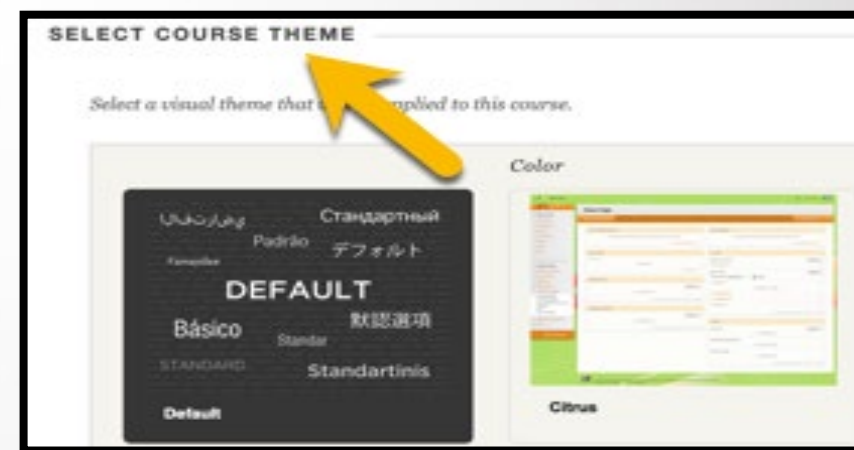 SELECT COURSE THEME
Select a visual theme that applied to this course.
Color
Стандартный
Padrão デフォルト
DEFAULT
Básico 默認選項
Standar
STANDARD Standartinis
Default
Citrus